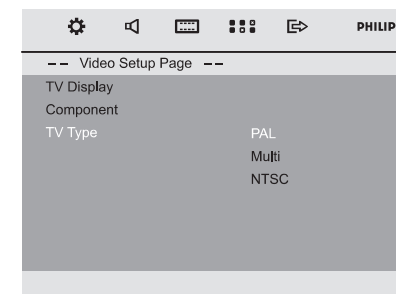 PHILIP
-- Video Setup Page --
TV Display
Component
TV Type PAL
Multi
NTSC